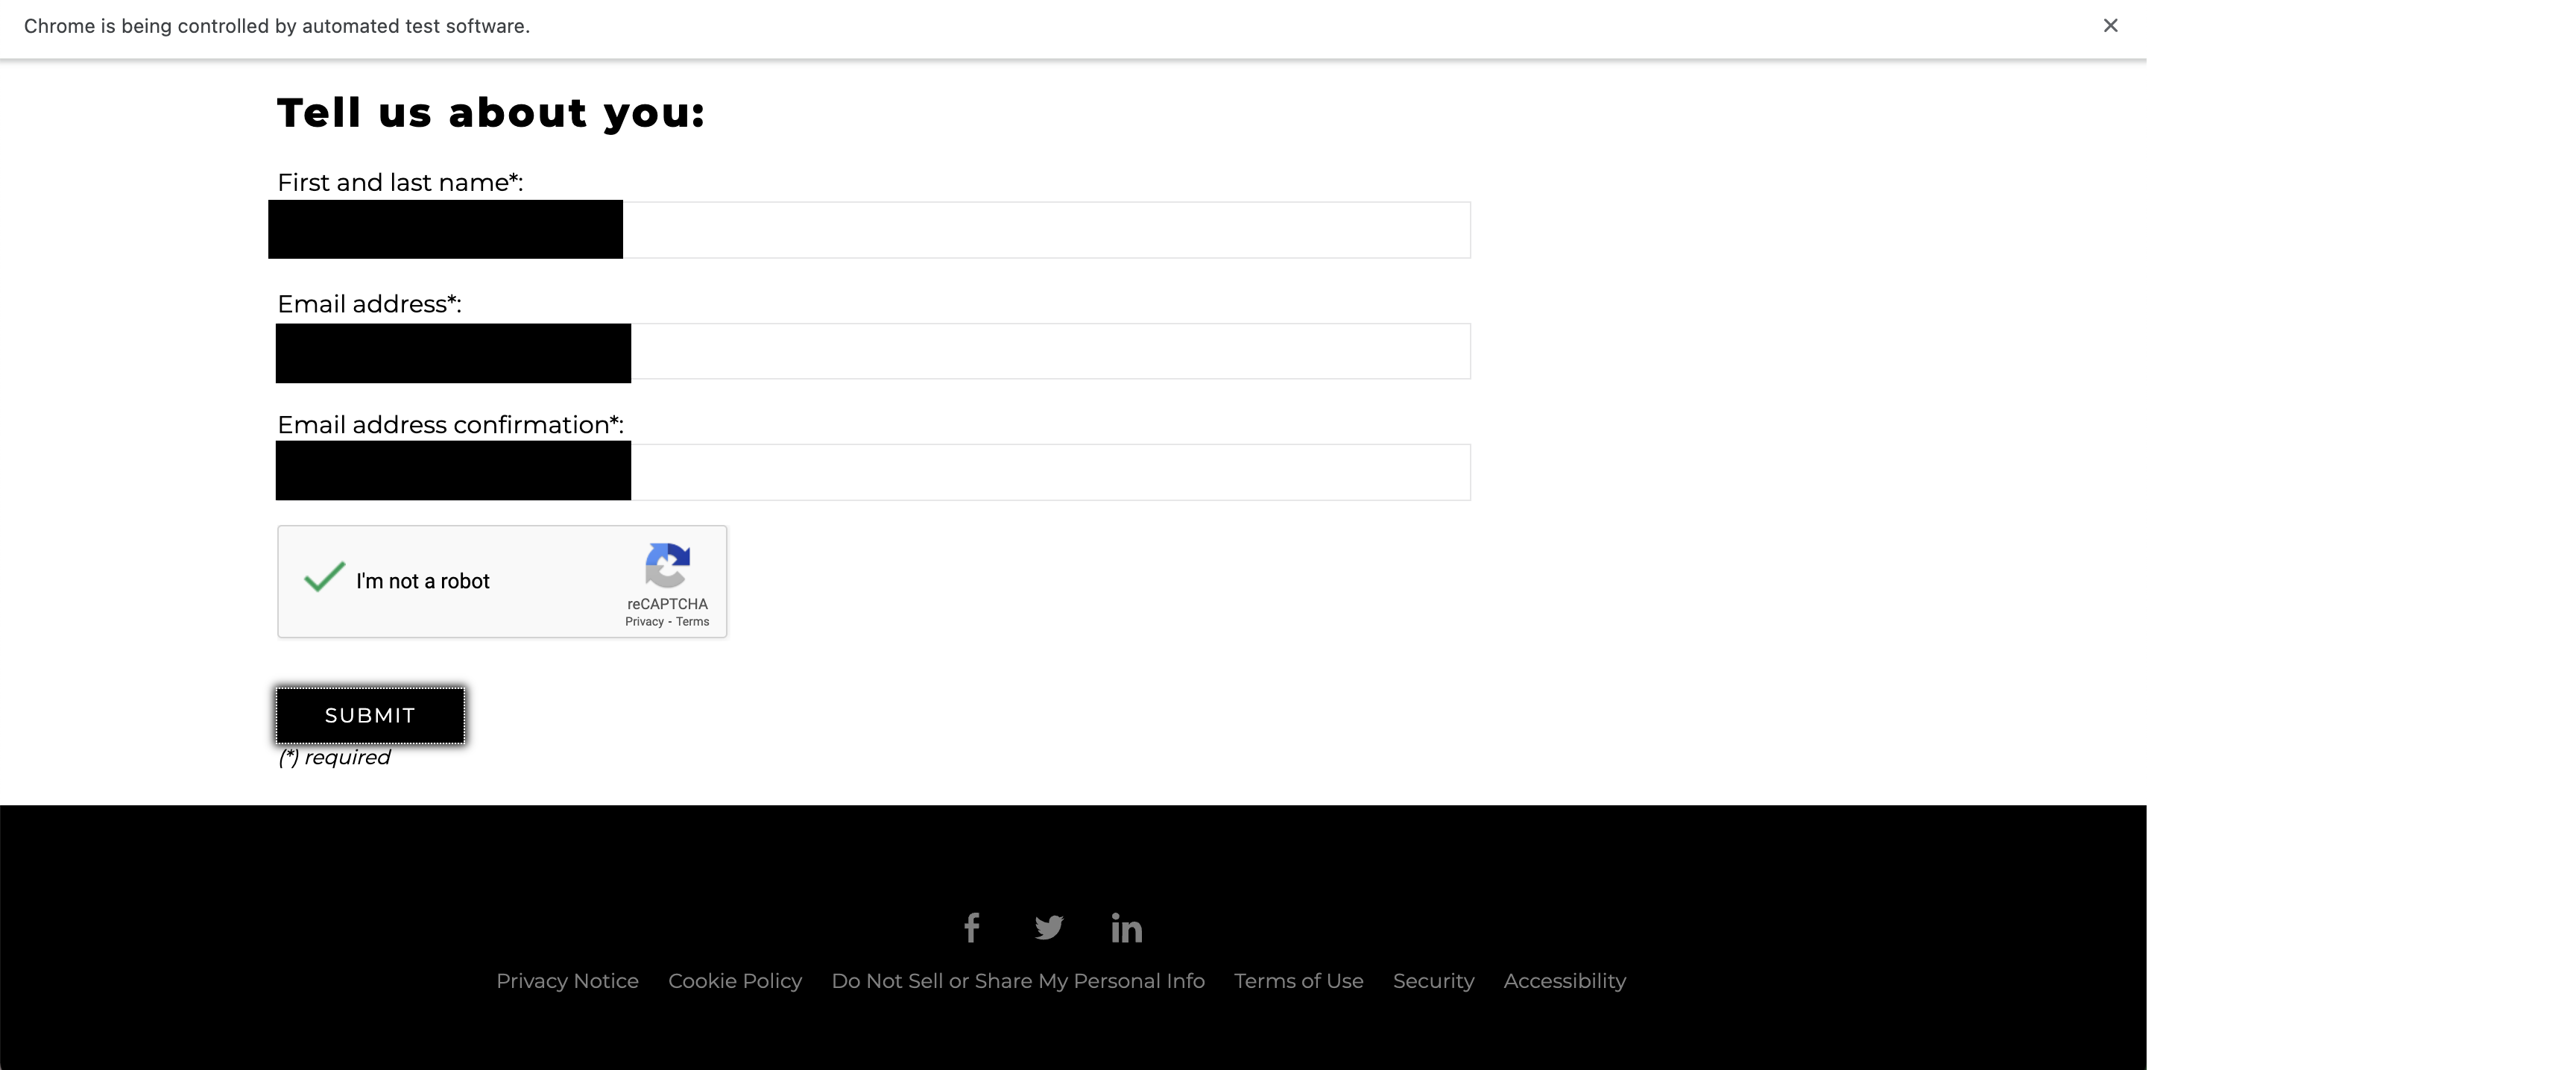 Chrome is being controlled by automated test software.
Tell us about you:
First and last name*:
Email address*:
Email address confirmation*:
I'm not a robot
reCAPTCHA
Privacy - Terms
SUBMIT
(*) required
Privacy Notice Cookie Policy Do Not Sell or Share My Personal Info Terms of Use Security Accessibility